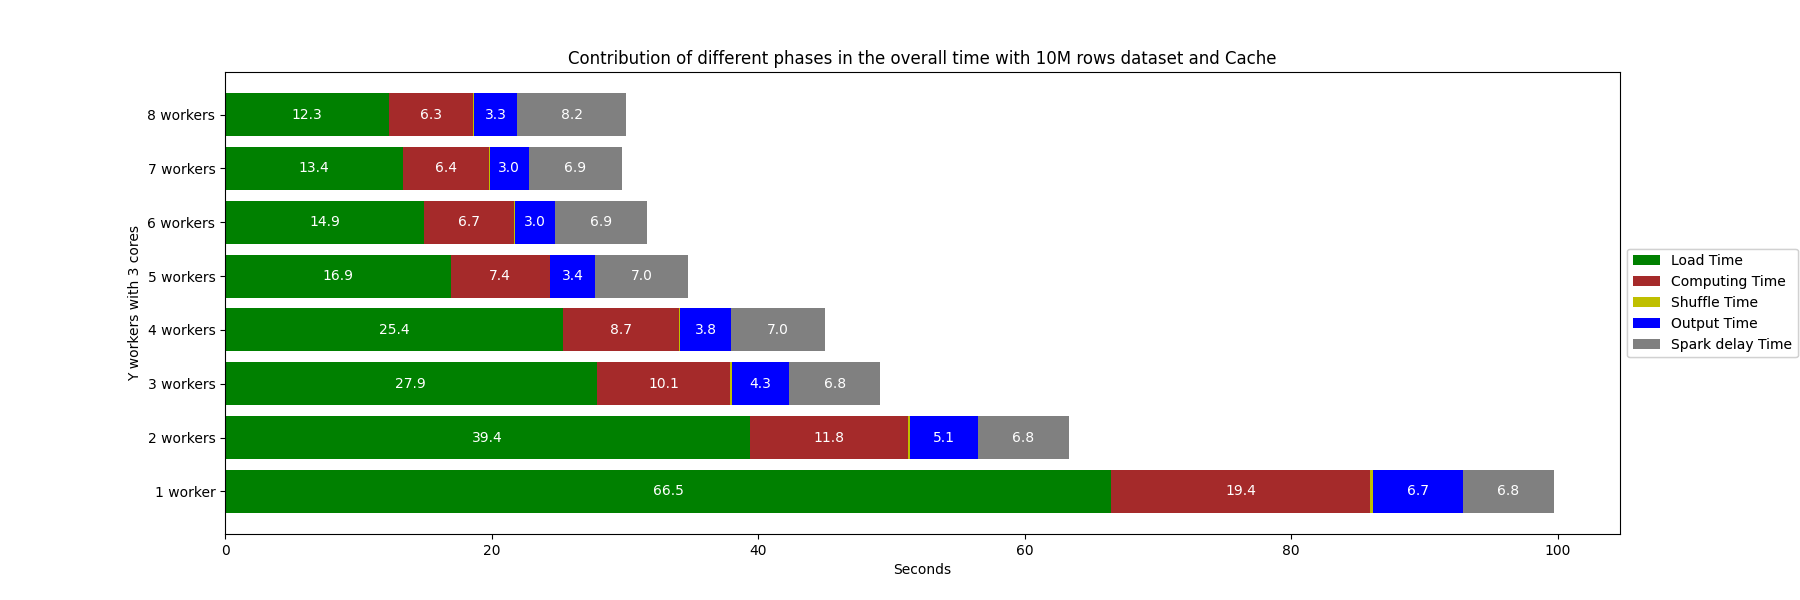 Contribution of different phases in the overall time with 10M rows dataset and Cache
Y workers with 3 cores
8 workers 12.3 6.3 3.3 8.2
7 workers 13.4 6.4 3.0 6.9
6 workers 14.9 6.7 3.0 6.9
5 workers 16.9 7.4 3.4 7.0
4 workers 25.4 8.7 3.8 7.0
3 workers 27.9 10.1 4.3 6.8
2 workers 39.4 11.8 5.1 6.8
1 worker 66.5 19.4 6.7 6.8
0 20 40 60 80 100
Seconds
Load Time
Computing Time
Shuffle Time
Output Time
Spark delay Time